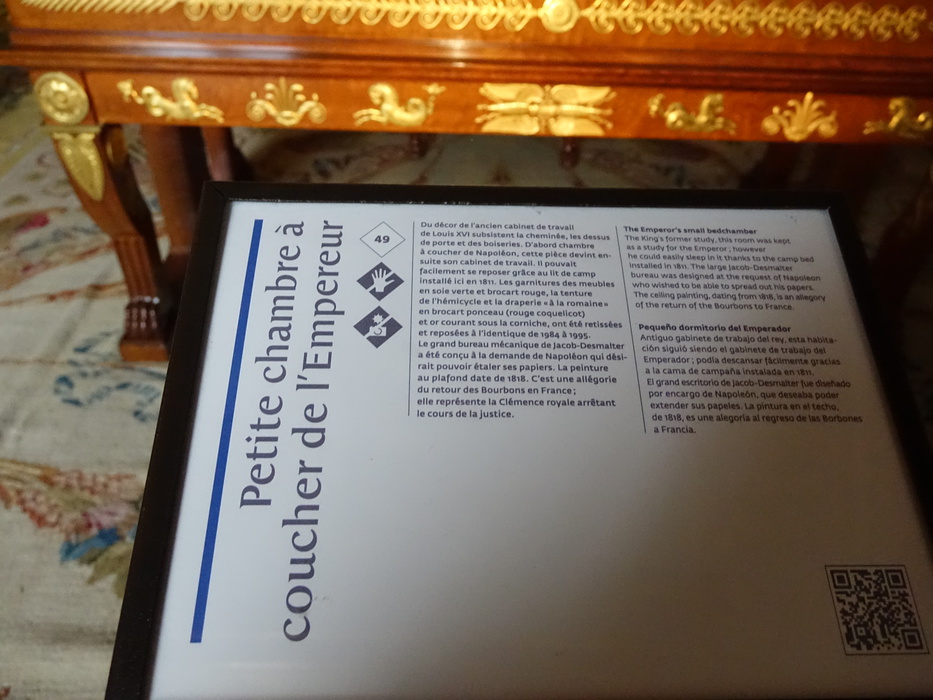 Petite chambre à
coucher de l'Empereur
49
Du décor de l'ancien cabinet de travail
de Louis XVI subsistent la cheminée, les dessus
de porte et des boiseries. D'abord chambre
à coucher de Napoléon, cette pièce devint en-
suite son cabinet de travail. Il pouvait
facilement se reposer grâce au lit de camp
installé ici en 1811. Les garnitures des meubles
en soie verte et brocart rouge, la tenture
de l'hémicycle et la draperie « à la romaine »
en brocart ponceau (rouge coquelicot)
et or courant sous la corniche, ont été retissées
et reposées à l'identique de 1984 à 1995.
Le grand bureau mécanique de Jacob-Desmalter
a été conçu à la demande de Napoléon qui dési-
rait pouvoir étaler ses papiers. La peinture
au plafond date de 1818. C'est une allégorie
du retour des Bourbons en France ;
elle représente la Clémence royale arrêtant
le cours de la justice.
The Emperor's small bedchamber
The King's former study, this room was kept
as a study for the Emperor ; however
he could easily sleep in it thanks to the camp bed
installed in 1811. The large Jacob-Desmalter
bureau was designed at the request of Napoleon
who wished to be able to spread out his papers.
The ceiling painting, dating from 1818, is an allegory
of the return of the Bourbons to France.
Pequeño dormitorio del Emperador
Antiguo gabinete de trabajo del rey, esta habita-
ción siguió siendo el gabinete de trabajo del
Emperador ; podía descansar fácilmente gracias
a la cama de campaña instalada en 1811.
El gran escritorio de Jacob-Desmalter fue diseñado
por encargo de Napoleón, que deseaba poder
extender sus papeles. La pintura en el techo,
de 1818, es una alegoría al regreso de las Borbones
a Francia.